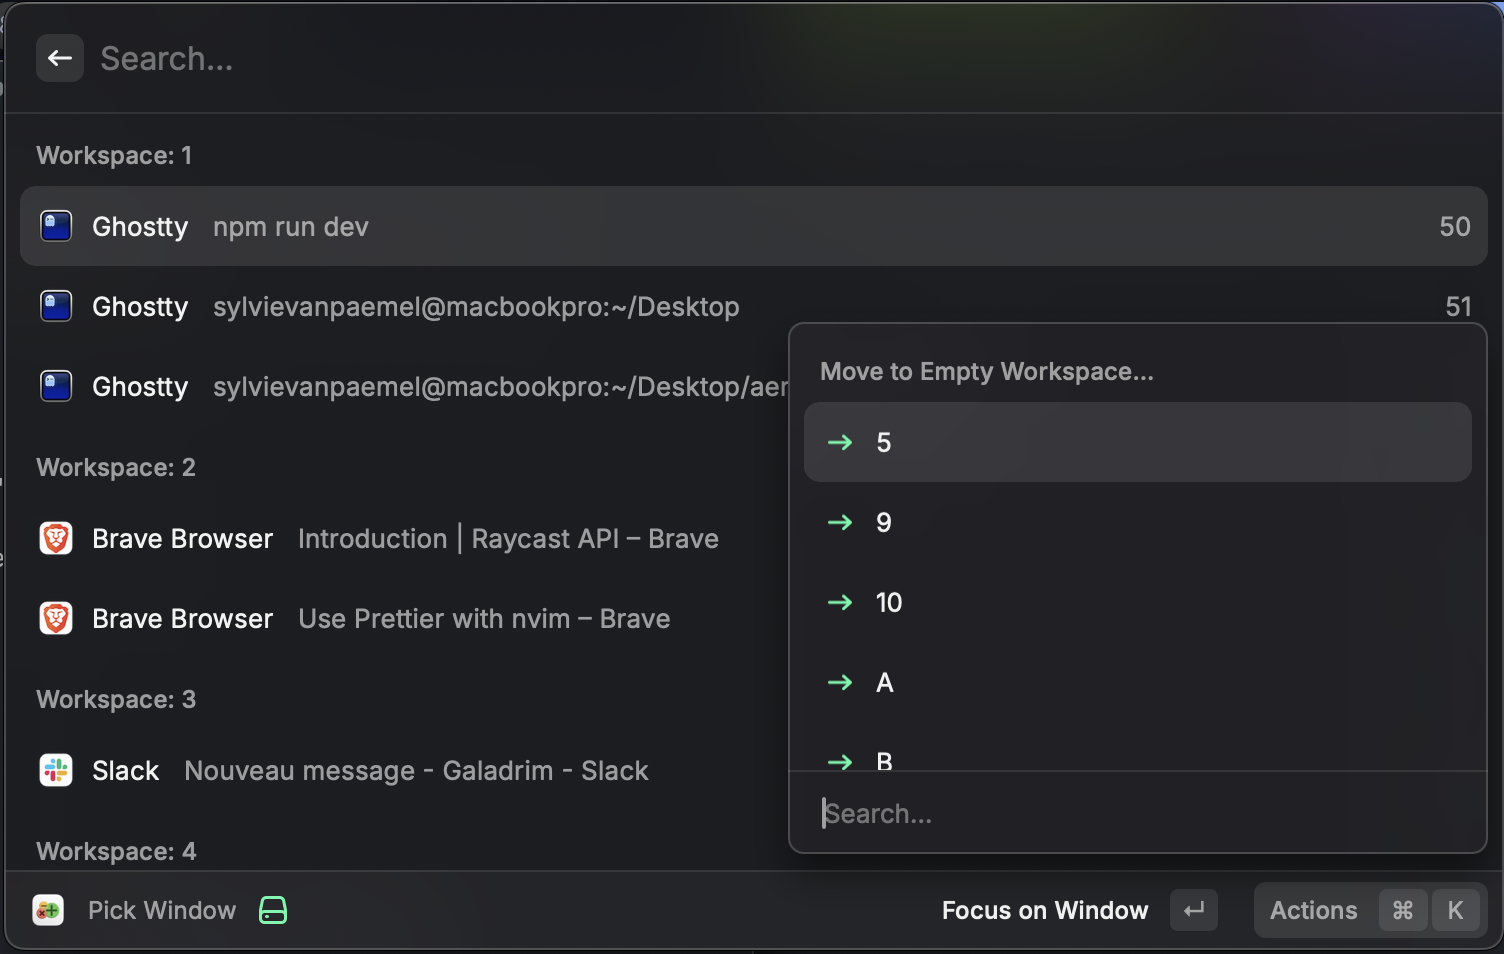 Search...
Workspace: 1
Ghostty npm run dev 50
Ghostty sylvievanpaemel@macbookpro:~/Desktop 51
Ghostty sylvievanpaemel@macbookpro:~/Desktop/aer
Workspace: 2
Brave Browser Introduction | Raycast API – Brave
Brave Browser Use Prettier with nvim – Brave
Workspace: 3
Slack Nouveau message - Galadrim - Slack
Workspace: 4
Move to Empty Workspace...
→ 5
→ 9
→ 10
→ A
→ B
Search...
Pick Window Focus on Window ↵ Actions ⌘ K